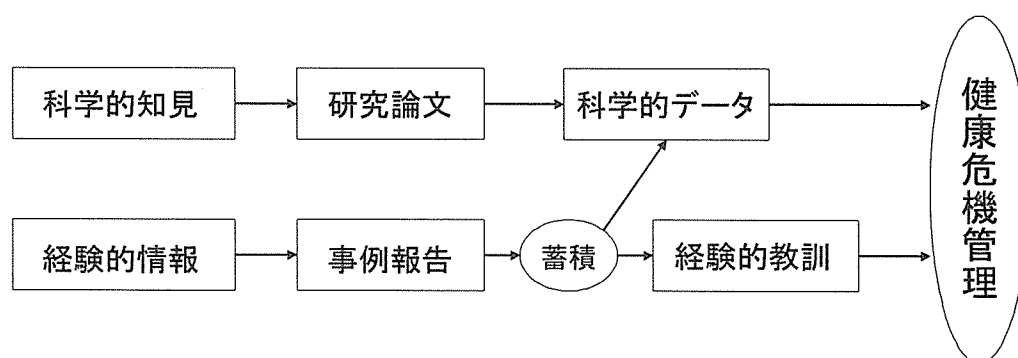 科学的知見
研究論文
科学的データ
経験的情報
事例報告
蓄積
経験的教訓
健康危機管理